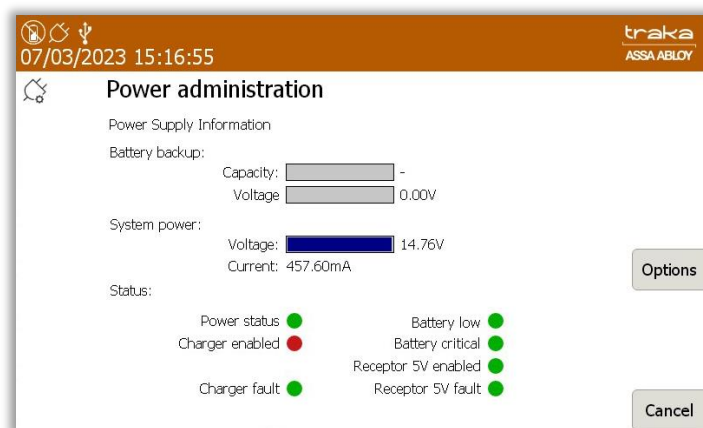 traka
07/03/2023 15:16:55
ASSA ABLOY
Power administration
Power Supply Information
Battery backup:
Capacity: -
Voltage 0.00V
System power:
Voltage: 14.76V
Current: 457.60mA
Options
Status:
Power status Battery low
Charger enabled Battery critical
Receptor 5V enabled
Charger fault Receptor 5V fault
Cancel